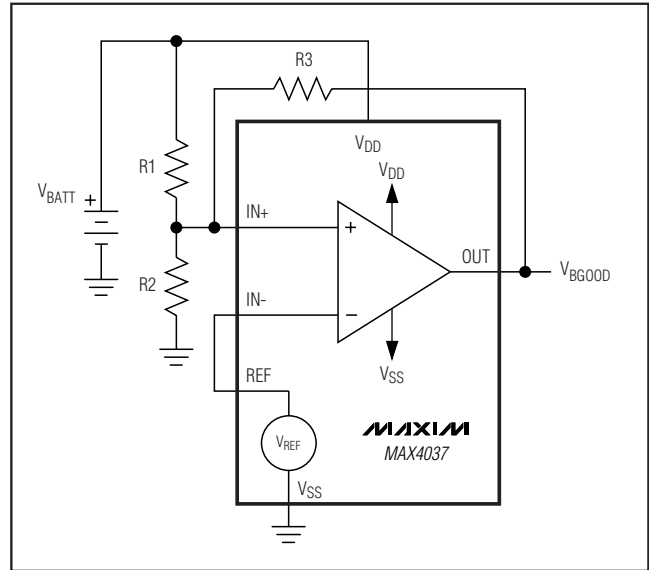 R3
VDD
R1
VDD
VBATT
+
IN+
+
OUT
VBGOOD
R2
IN-
−
VSS
REF
VREF
MAXIM
MAX4037
VSS